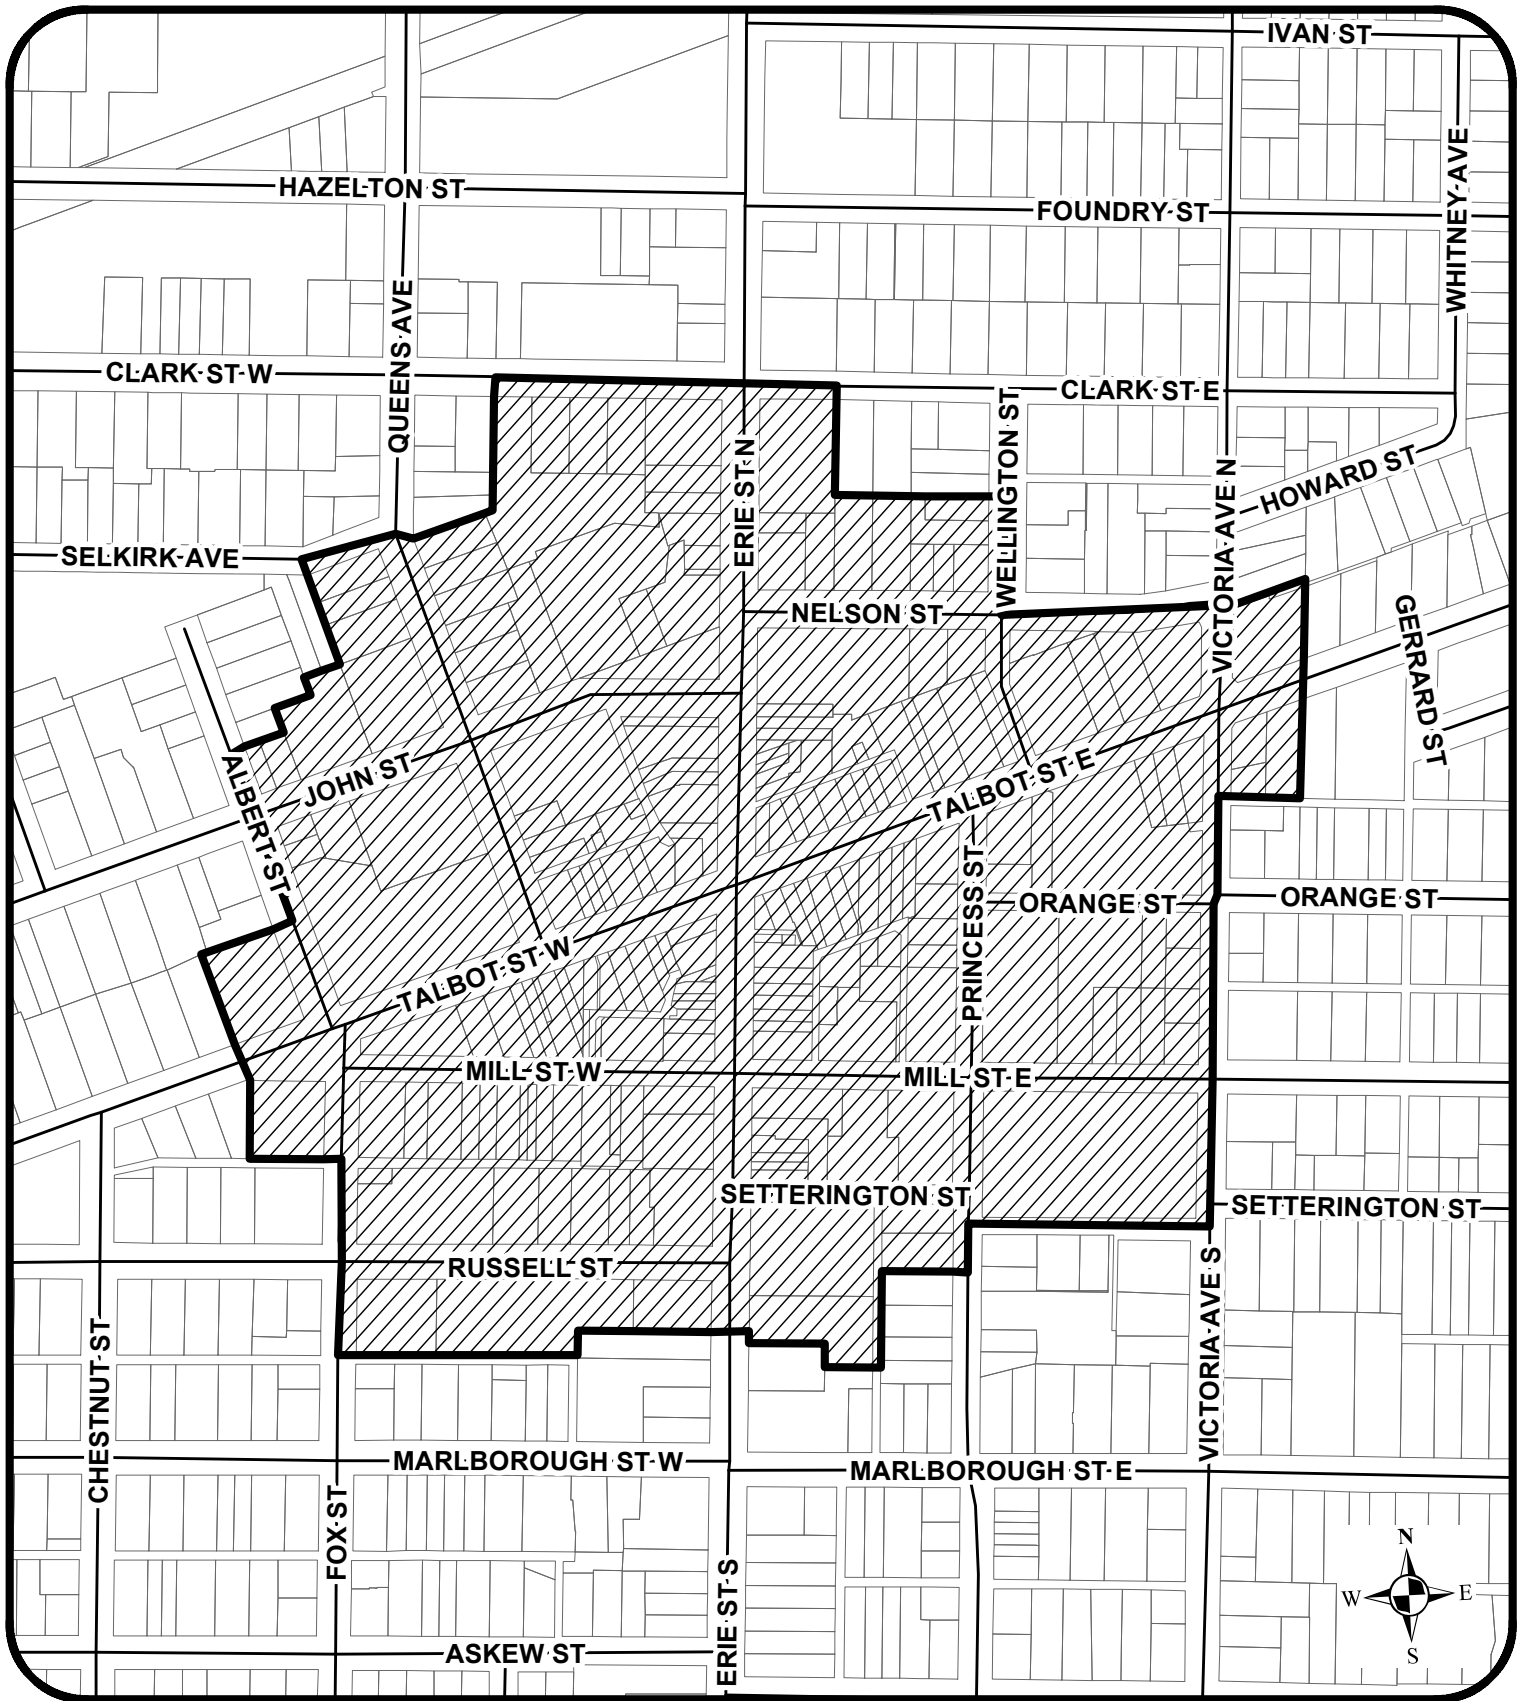 IVAN ST
WHITNEY AVE
HAZELTON ST
FOUNDRY ST
QUEENS AVE
CLARK ST W
CLARK ST E
WELLINGTON ST
ERIE ST N
VICTORIA AVE N
HOWARD ST
SELKIRK AVE
NELSON ST
GERRARD ST
ALBERT ST
JOHN ST
TALBOT ST E
PRINCESS ST
ORANGE ST
ORANGE ST
TALBOT ST W
MILL ST W
MILL ST E
SETTERINGTON ST
SETTERINGTON ST
RUSSELL ST
CHESTNUT ST
VICTORIA AVE S
MARLBOROUGH ST W
MARLBOROUGH ST E
FOX ST
ERIE ST S
ASKEW ST
N
W
E
S